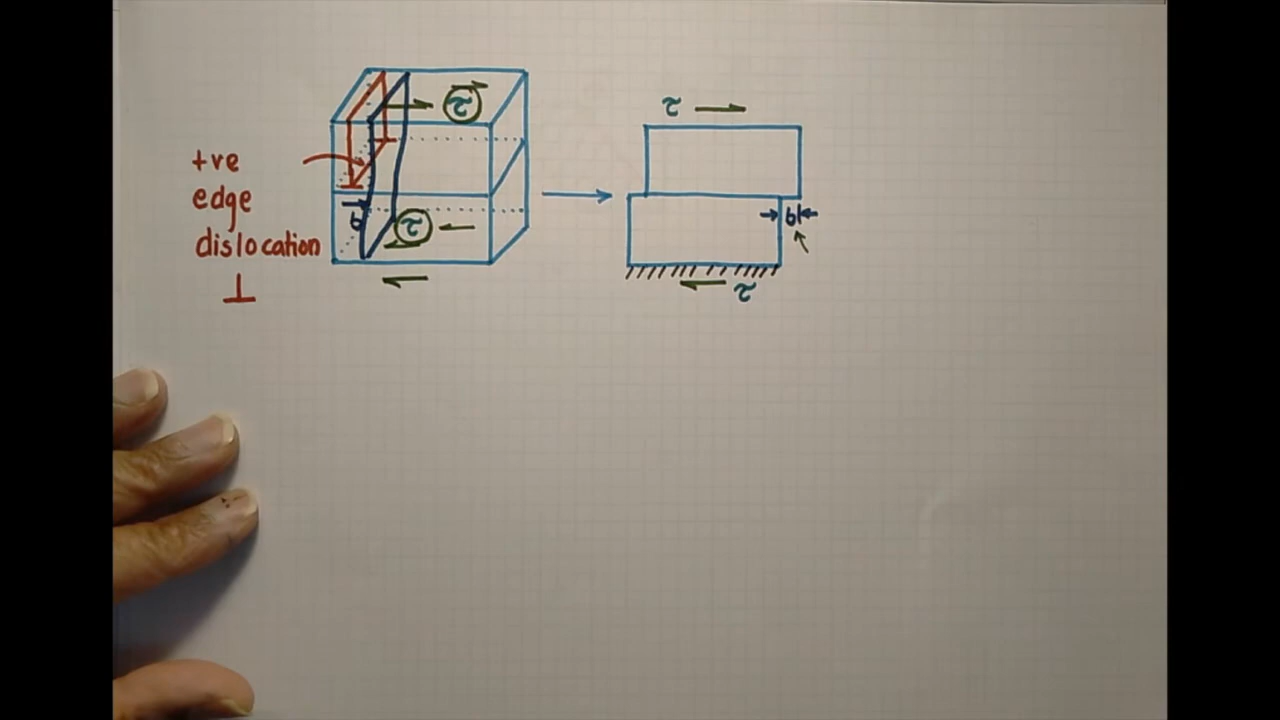 +ve
edge
dislocation
⊥
τ
b
τ
τ
b
τ